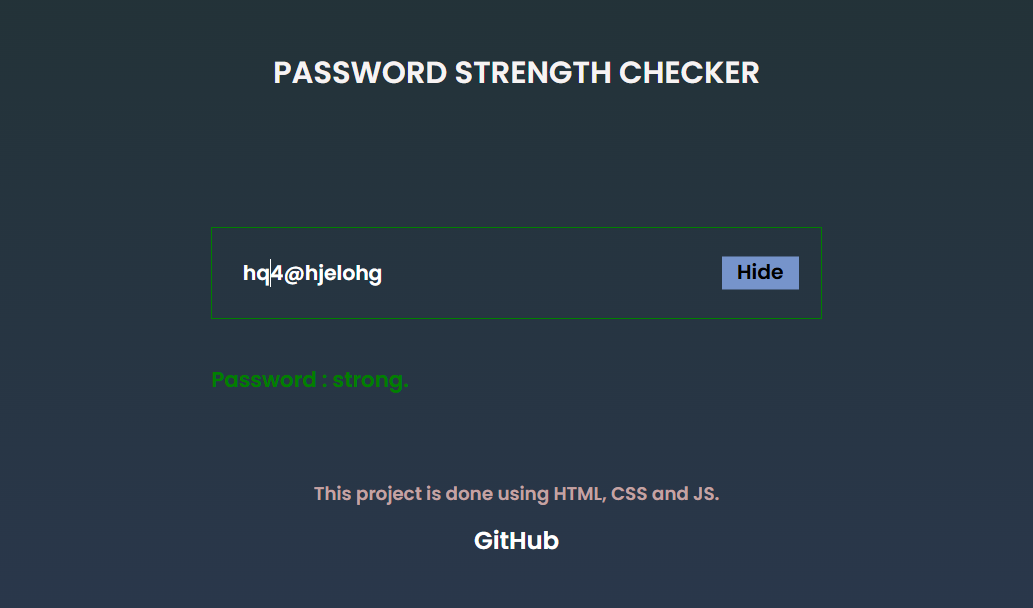 PASSWORD STRENGTH CHECKER
hq4@hjelohg Hide
Password : strong.
This project is done using HTML, CSS and JS.
GitHub